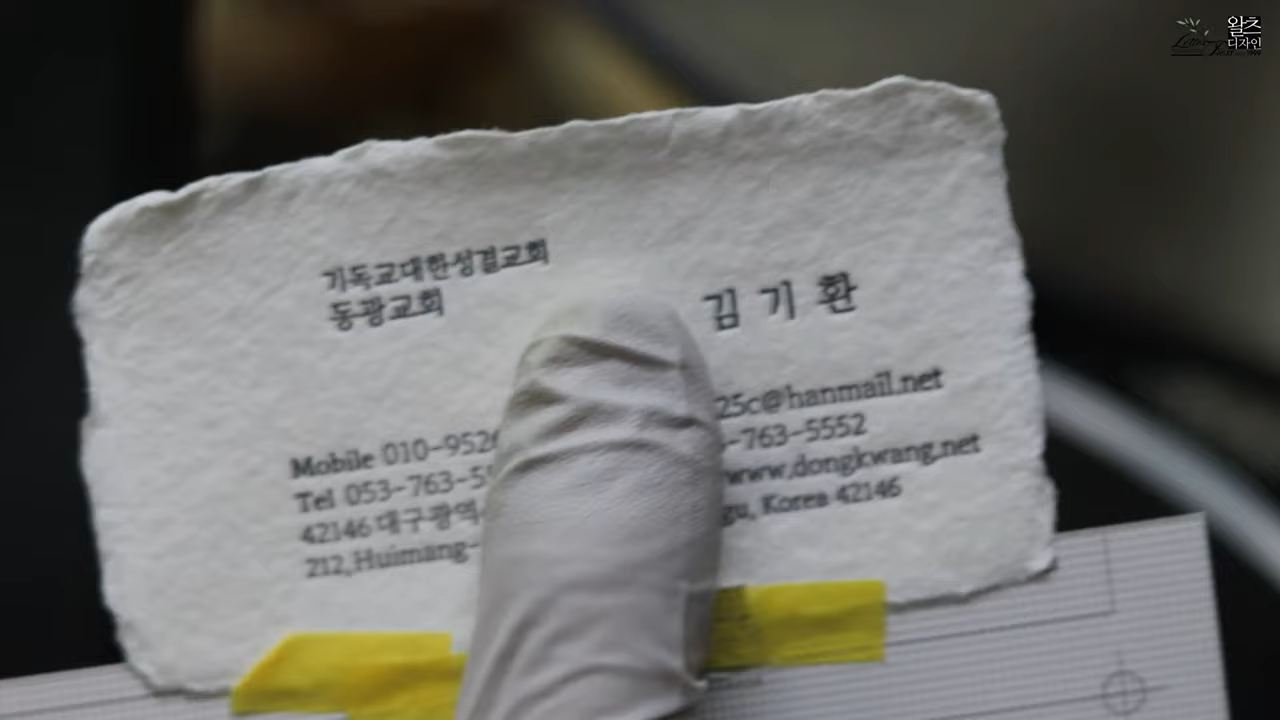 왈츠
디자인
기독교대한성결교회
동광교회
김 기 환
Mobile 010-952 25c@hanmail.net
Tel 053-763-5 -763-5552
42146 대구광역 www.dongkwang.net
212,Huimang- gu, Korea 42146